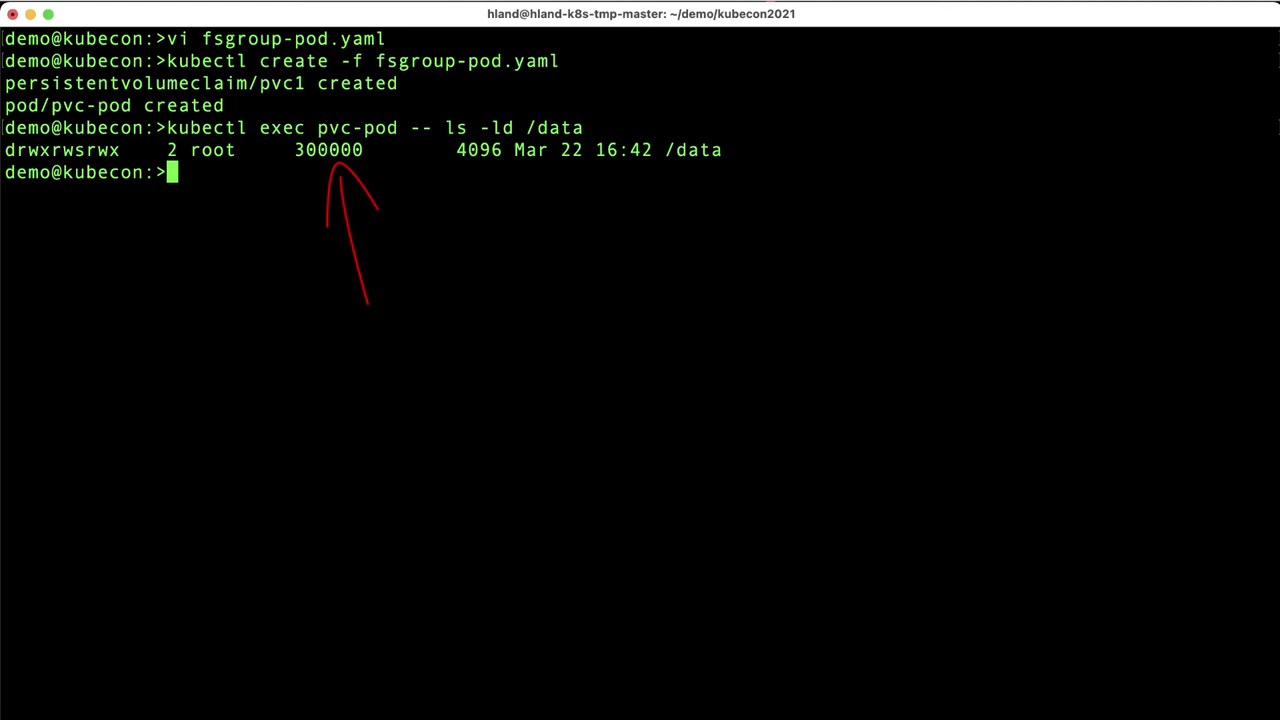 hland@hland-k8s-tmp-master: ~/demo/kubecon2021
demo@kubecon:>vi fsgroup-pod.yaml
demo@kubecon:>kubectl create -f fsgroup-pod.yaml
persistentvolumeclaim/pvc1 created
pod/pvc-pod created
demo@kubecon:>kubectl exec pvc-pod -- ls -ld /data
drwxrwsrwx    2 root     300000        4096 Mar 22 16:42 /data
demo@kubecon:>